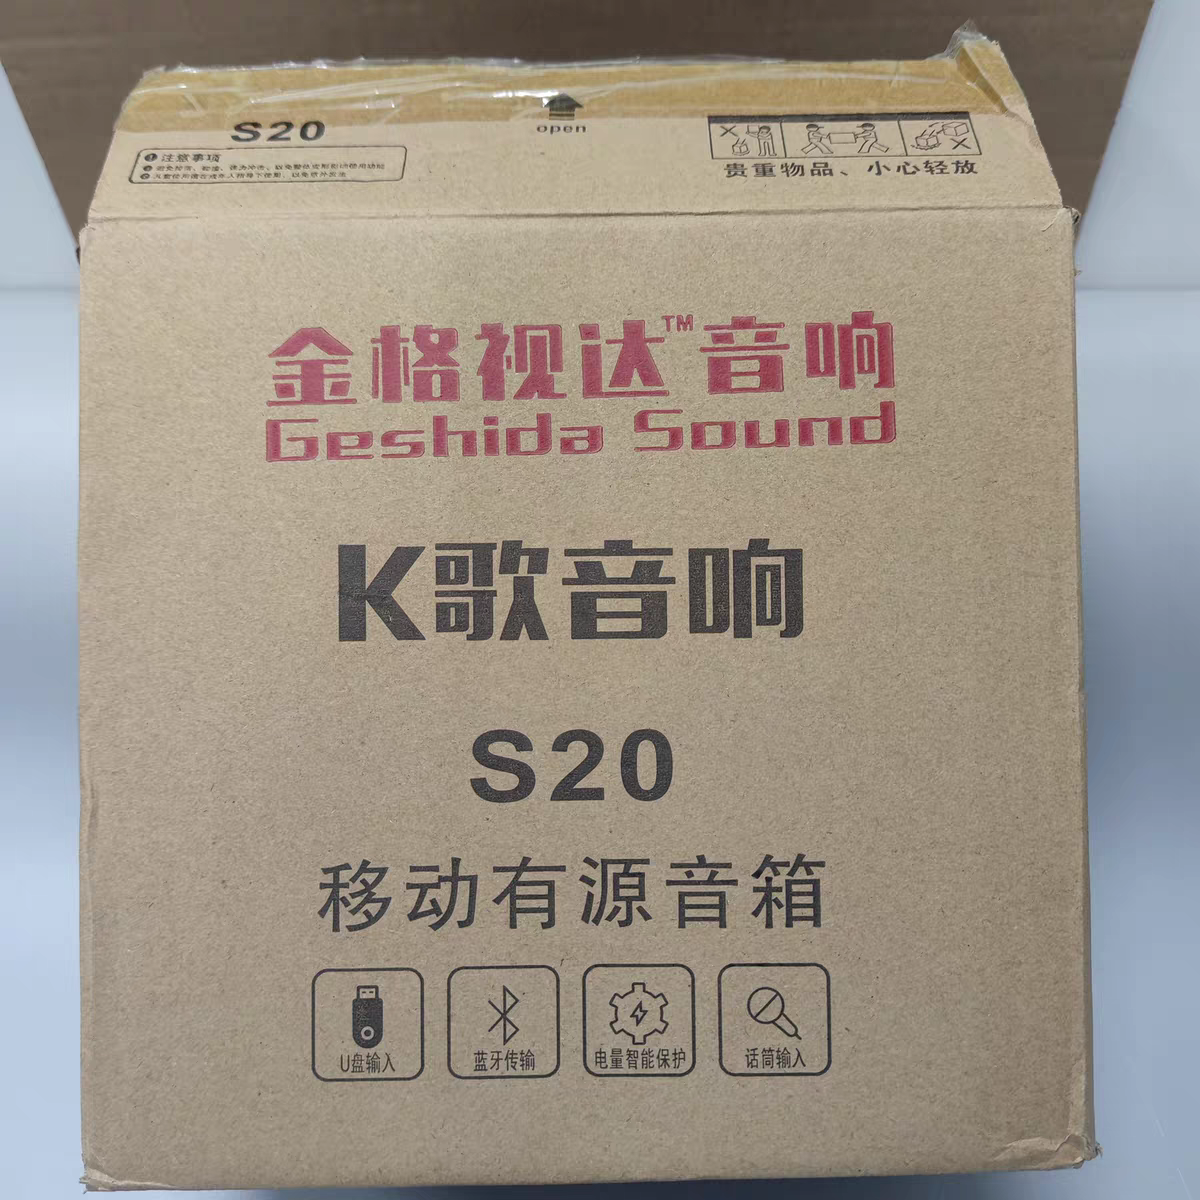 open
S20
注意事项
贵重物品、小心轻放
金格视达™音响
Geshida Sound
K歌音响
S20
移动有源音箱
U盘输入 蓝牙传输 电量智能保护 话筒输入